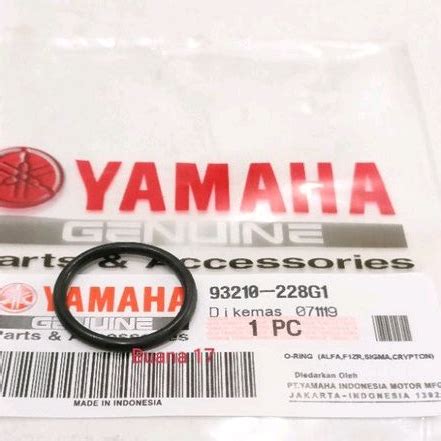 YAMAHA
GENUINE
Parts & Accessories
YAMAHA
GENUINE
Parts & Accessories
93210-228G1
Dikemas 071119
1 PC
Buana 17
O-RING (ALFA,F1ZR,SIGMA,CRYPTON)
MADE IN INDONESIA
Diedarkan Oleh
PT.YAMAHA INDONESIA MOTOR MFG
JAKARTA-INDONESIA 1392